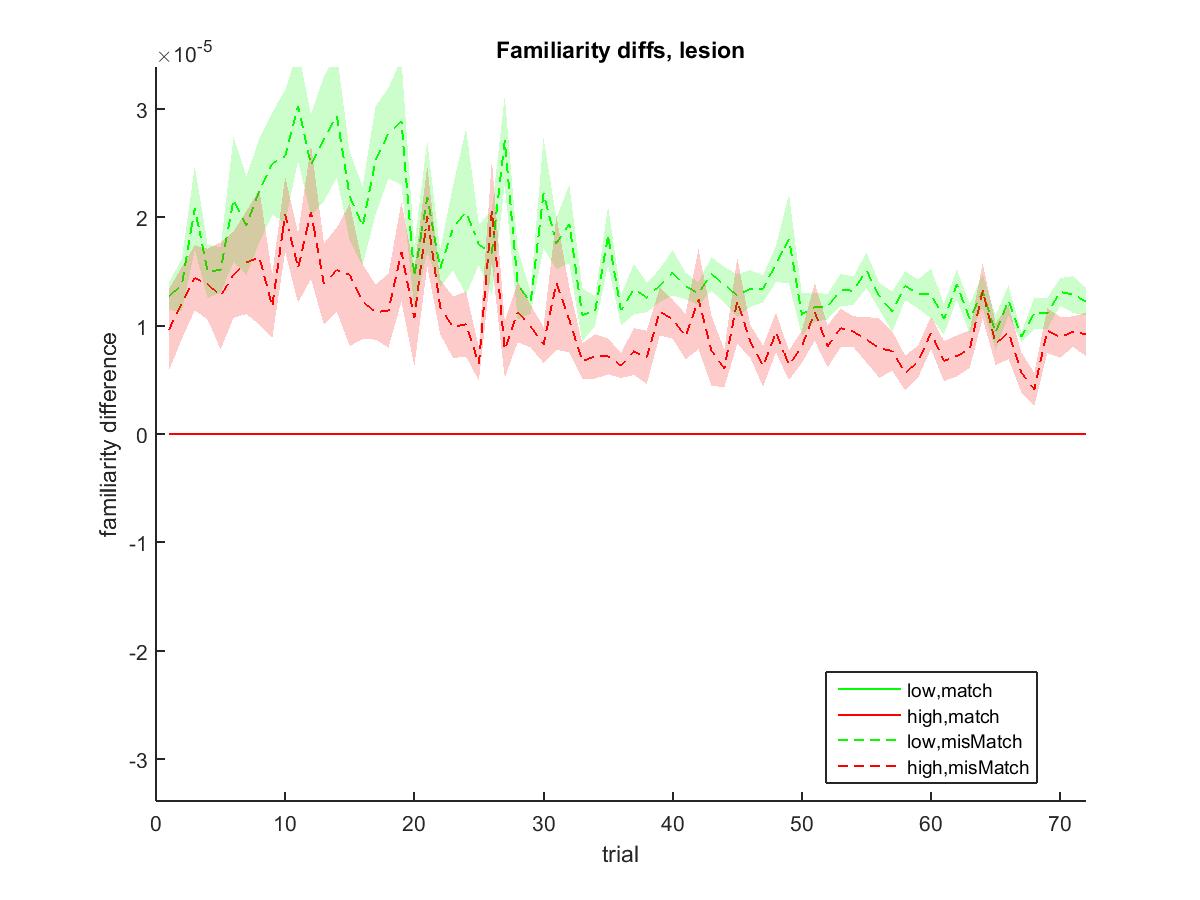 ×10-5
Familiarity diffs, lesion
3
2
1
0
-1
-2
-3
familiarity difference
0 10 20 30 40 50 60 70
trial
low,match
high,match
low,misMatch
high,misMatch